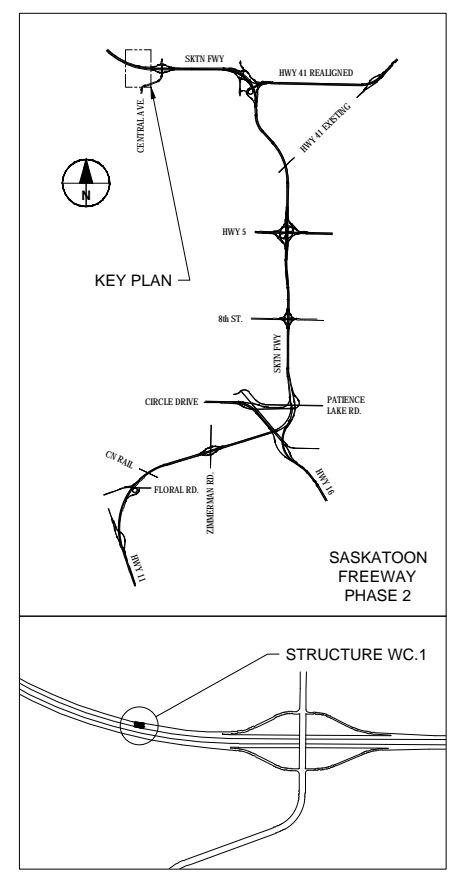 SKTN FWY
HWY 41 REALIGNED
CENTRAL AVE.
HWY 41 EXISTING
N
HWY 5
KEY PLAN
8th ST.
SKTN FWY
CIRCLE DRIVE
PATIENCE
LAKE RD.
CN RAIL
FLORAL RD.
ZIMMERMAN RD.
HWY 16
HWY 11
SASKATOON
FREEWAY
PHASE 2
STRUCTURE WC.1